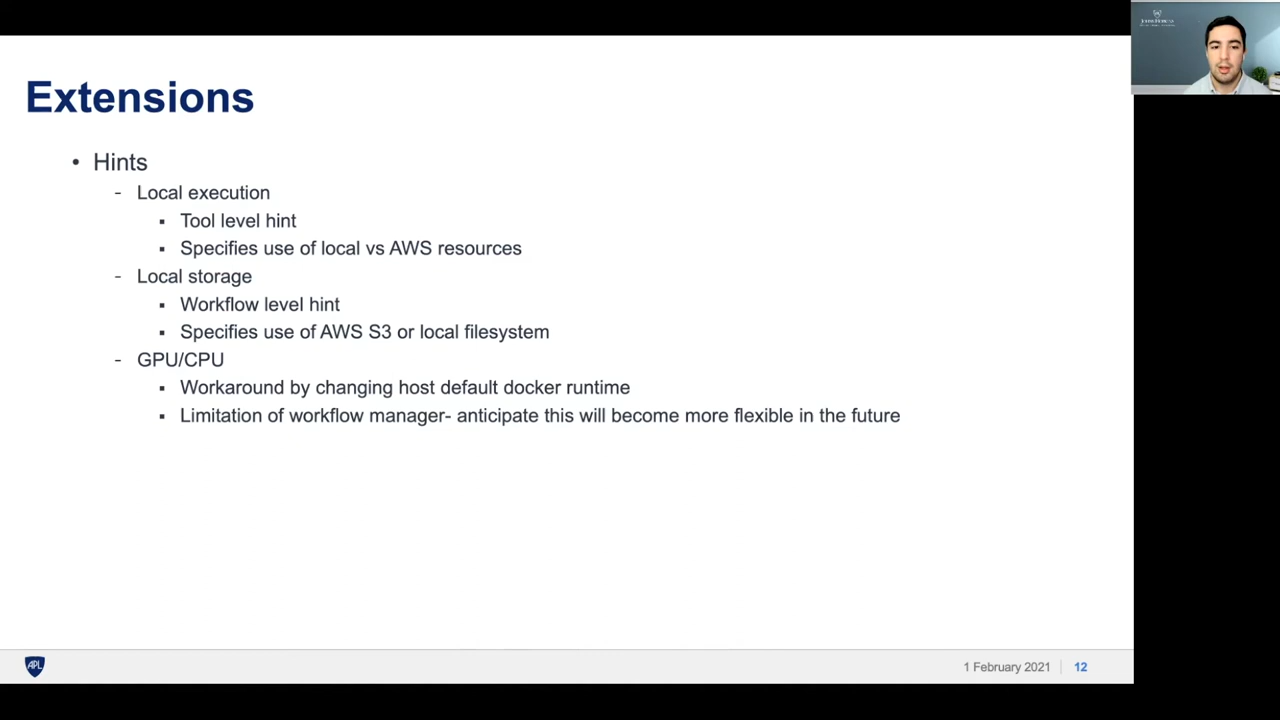 Extensions
• Hints
- Local execution
▪ Tool level hint
▪ Specifies use of local vs AWS resources
- Local storage
▪ Workflow level hint
▪ Specifies use of AWS S3 or local filesystem
- GPU/CPU
▪ Workaround by changing host default docker runtime
▪ Limitation of workflow manager- anticipate this will become more flexible in the future
APL
1 February 2021 | 12